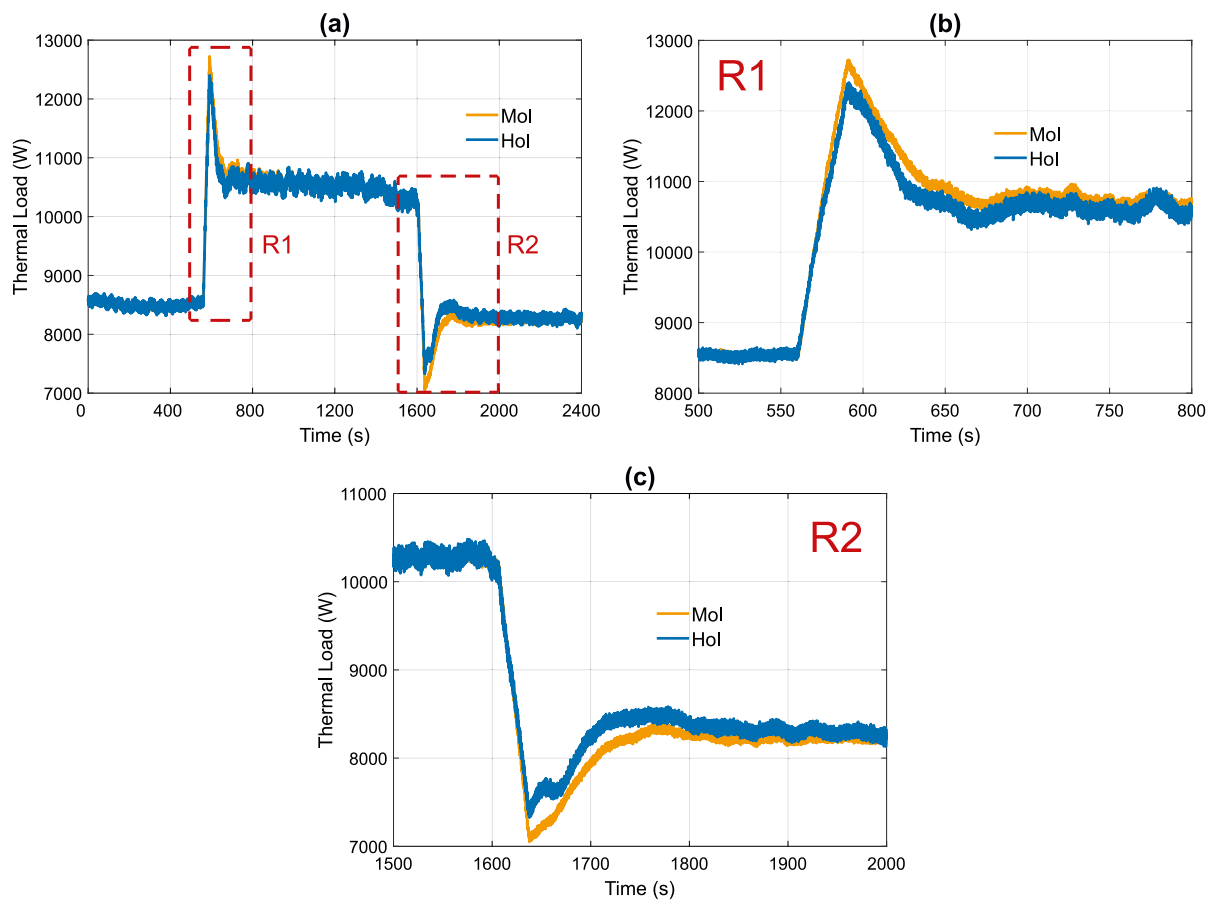 (a)
13000
12000
11000
10000
9000
8000
7000
Thermal Load (W)
MoI
HoI
R1
R2
0
400
800
1200
1600
2000
2400
Time (s)
(b)
13000
12000
11000
10000
9000
8000
Thermal Load (W)
R1
MoI
HoI
500
550
600
650
700
750
800
Time (s)
(c)
11000
10000
9000
8000
7000
Thermal Load (W)
R2
MoI
HoI
1500
1600
1700
1800
1900
2000
Time (s)